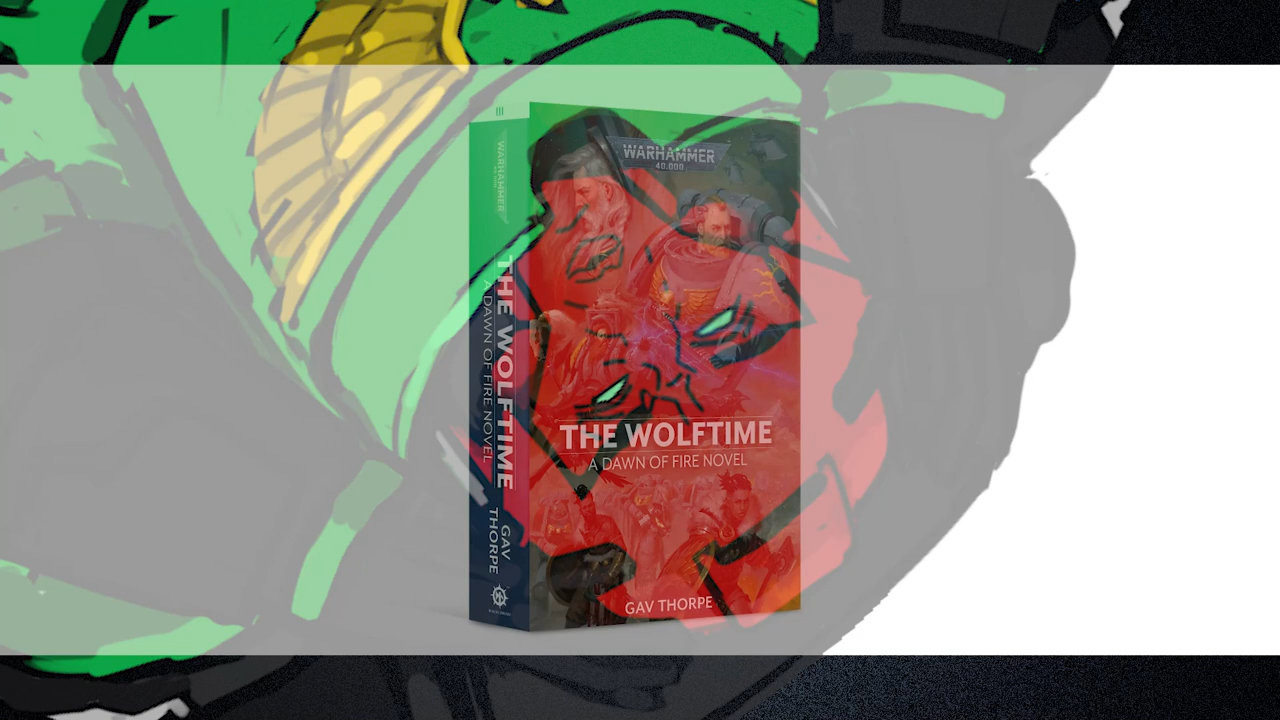 WARHAMMER
40,000
THE WOLFTIME
A DAWN OF FIRE NOVEL
GAV THORPE
III
WARHAMMER
THE WOLFTIME
A DAWN OF FIRE NOVEL
GAV
THORPE